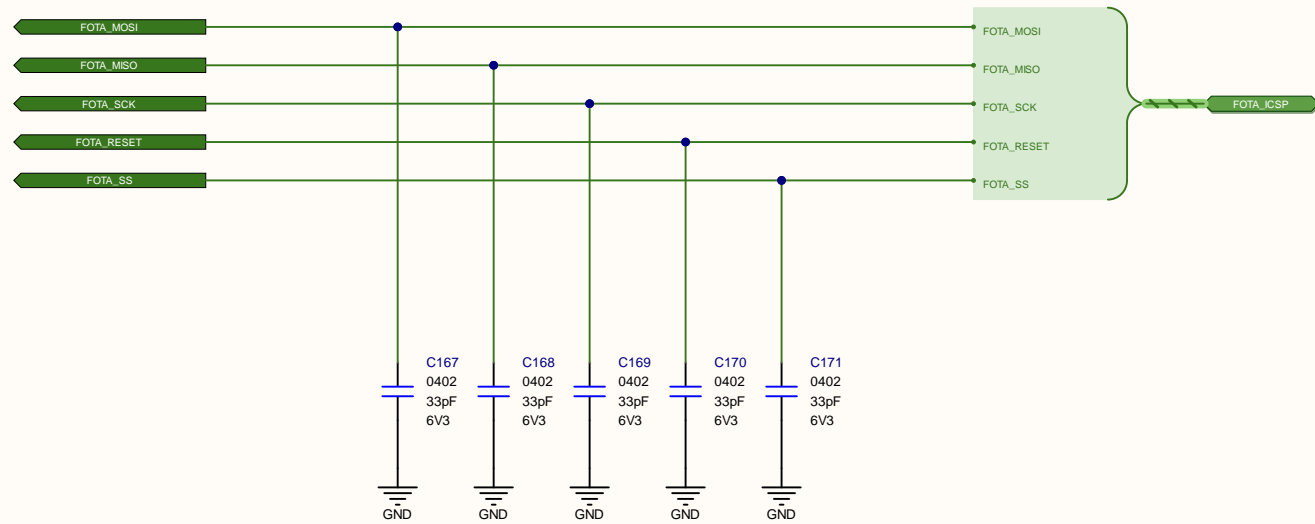 FOTA_MOSI
FOTA_MOSI
FOTA_MISO
FOTA_MISO
FOTA_SCK
FOTA_SCK
FOTA_ICSP
FOTA_RESET
FOTA_RESET
FOTA_SS
FOTA_SS
C167
0402
33pF
6V3
GND
C168
0402
33pF
6V3
GND
C169
0402
33pF
6V3
GND
C170
0402
33pF
6V3
GND
C171
0402
33pF
6V3
GND